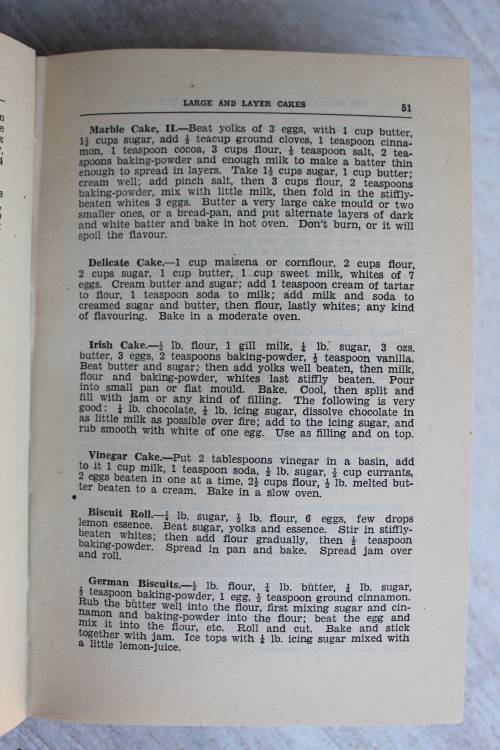 LARGE AND LAYER CAKES 51
Marble Cake, II.—Beat yolks of 3 eggs, with 1 cup butter,
1½ cups sugar, add ½ teacup ground cloves, 1 teaspoon cinna-
mon, 1 teaspoon cocoa, 3 cups flour, ½ teaspoon salt, 2 tea-
spoons baking-powder and enough milk to make a batter thin
enough to spread in layers. Take 1½ cups sugar, 1 cup butter;
cream well; add pinch salt, then 3 cups flour, 2 teaspoons
baking-powder, mix with little milk, then fold in the stiffly-
beaten whites 3 eggs. Butter a very large cake mould or two
smaller ones, or a bread-pan, and put alternate layers of dark
and white batter and bake in hot oven. Don't burn, or it will
spoil the flavour.
Delicate Cake.—1 cup maizena or cornflour, 2 cups flour,
2 cups sugar, 1 cup butter, 1 cup sweet milk, whites of 7
eggs. Cream butter and sugar; add 1 teaspoon cream of tartar
to flour, 1 teaspoon soda to milk; add milk and soda to
creamed sugar and butter, then flour, lastly whites; any kind
of flavouring. Bake in a moderate oven.
Irish Cake.—½ lb. flour, 1 gill milk, ¼ lb. sugar, 3 ozs.
butter, 3 eggs, 2 teaspoons baking-powder, ½ teaspoon vanilla.
Beat butter and sugar; then add yolks well beaten, then milk,
flour and baking-powder, whites last stiffly beaten. Pour
into small pan or flat mould. Bake. Cool, then split and
fill with jam or any kind of filling. The following is very
good: ¼ lb. chocolate, ½ lb. icing sugar, dissolve chocolate in
as little milk as possible over fire; add to the icing sugar, and
rub smooth with white of one egg. Use as filling and on top.
Vinegar Cake.—Put 2 tablespoons vinegar in a basin, add
to it 1 cup milk, 1 teaspoon soda, ½ lb. sugar, ½ cup currants,
2 eggs beaten in one at a time, 2½ cups flour, ½ lb. melted but-
ter beaten to a cream. Bake in a slow oven.
Biscuit Roll.—¼ lb. sugar, ½ lb. flour, 6 eggs, few drops
lemon essence. Beat sugar, yolks and essence. Stir in stiffly-
beaten whites; then add flour gradually, then ½ teaspoon
baking-powder. Spread in pan and bake. Spread jam over
and roll.
German Biscuits.—½ lb. flour, ¼ lb. butter, ¼ lb. sugar,
½ teaspoon baking-powder, 1 egg, ½ teaspoon ground cinnamon.
Rub the butter well into the flour, first mixing sugar and cin-
namon and baking-powder into the flour; beat the egg and
mix it into the flour, etc. Roll and cut. Bake and stick
together with jam. Ice tops with ¼ lb. icing sugar mixed with
a little lemon-juice.